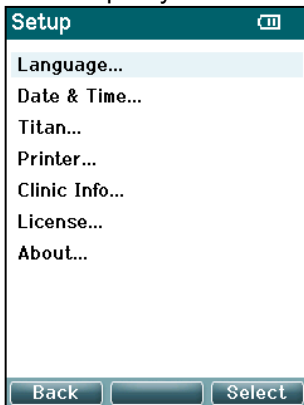 Setup
Language...
Date & Time...
Titan...
Printer...
Clinic Info...
License...
About...
Back Select